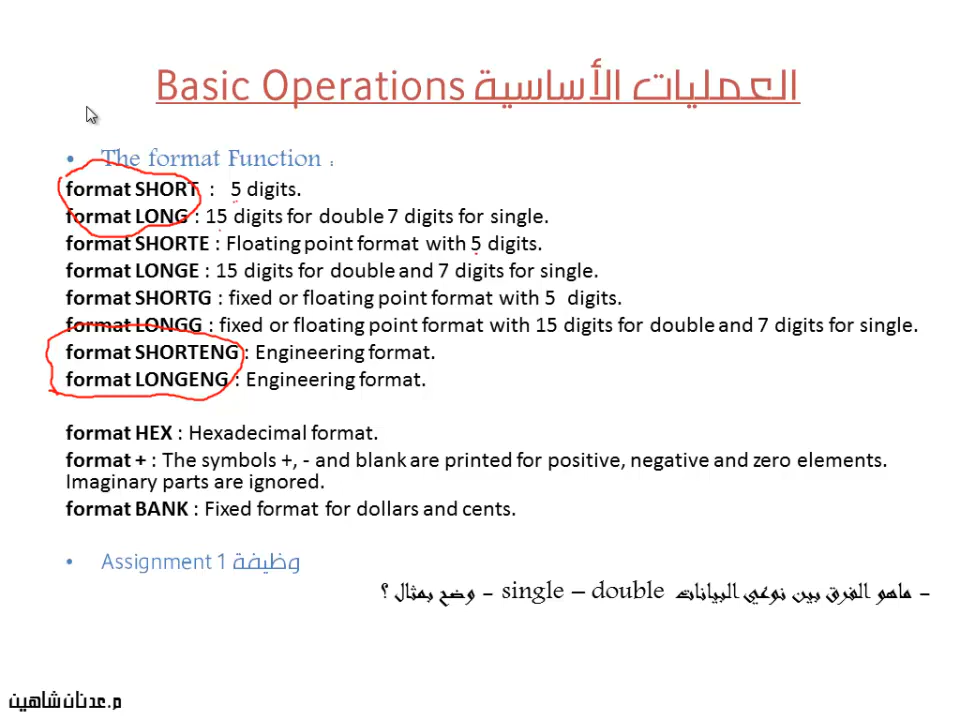 Basic Operations العمليات الأساسية
• The format Function :
format SHORT : 5 digits.
format LONG : 15 digits for double 7 digits for single.
format SHORTE : Floating point format with 5 digits.
format LONGE : 15 digits for double and 7 digits for single.
format SHORTG : fixed or floating point format with 5 digits.
format LONGG : fixed or floating point format with 15 digits for double and 7 digits for single.
format SHORTENG : Engineering format.
format LONGENG : Engineering format.
format HEX : Hexadecimal format.
format + : The symbols +, - and blank are printed for positive, negative and zero elements.
Imaginary parts are ignored.
format BANK : Fixed format for dollars and cents.
• Assignment 1 وظيفة
- ماهو الفرق بين نوعي البيانات single – double - وضح بمثال ؟
م.عدنان شاهين